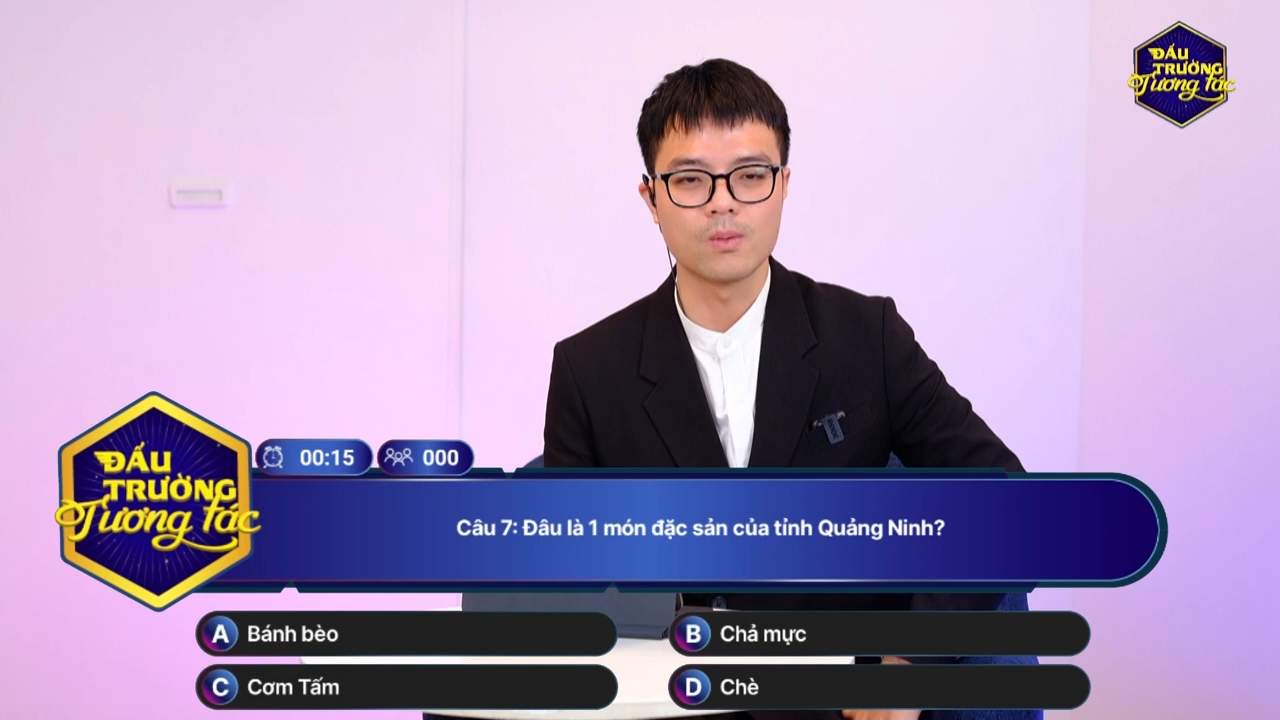 ĐẤU
TRƯỜNG
Tương tác
ĐẤU
TRƯỜNG
Tương tác
00:15
000
Câu 7: Đâu là 1 món đặc sản của tỉnh Quảng Ninh?
A Bánh bèo
B Chả mực
C Cơm Tấm
D Chè